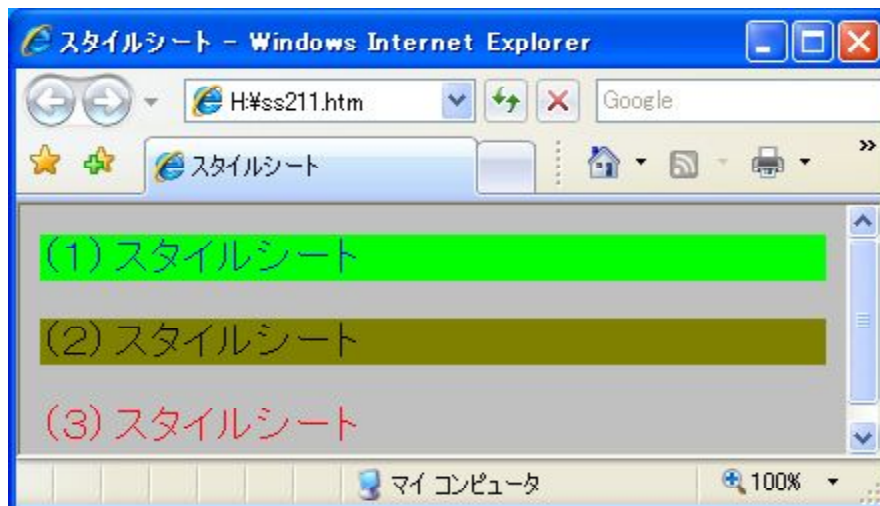 スタイルシート - Windows Internet Explorer
H:¥ss211.htm
Google
スタイルシート
»
(1) スタイルシート
(2) スタイルシート
(3) スタイルシート
マイ コンピュータ
100%